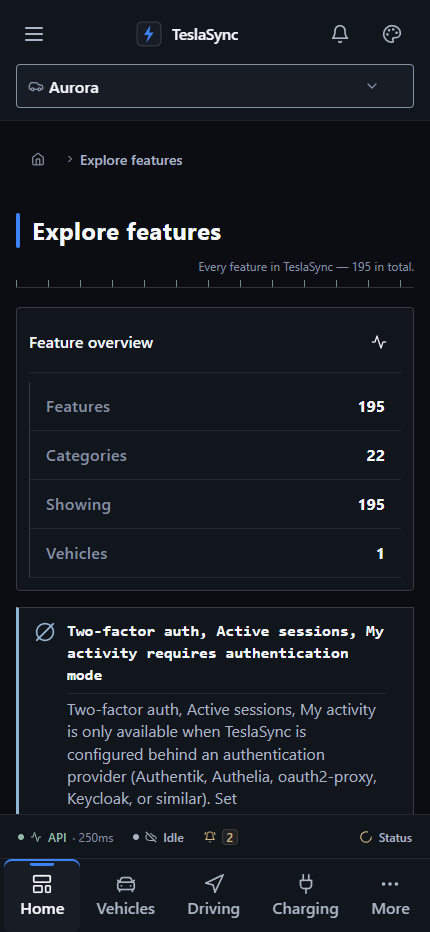 TeslaSync
Aurora
Explore features
Explore features
Every feature in TeslaSync — 195 in total.
Feature overview
Features 195
Categories 22
Showing 195
Vehicles 1
Two-factor auth, Active sessions, My
activity requires authentication
mode
Two-factor auth, Active sessions, My activity
is only available when TeslaSync is
configured behind an authentication
provider (Authentik, Authelia, oauth2-proxy,
Keycloak, or similar). Set
API · 250ms Idle 2 Status
Home Vehicles Driving Charging More